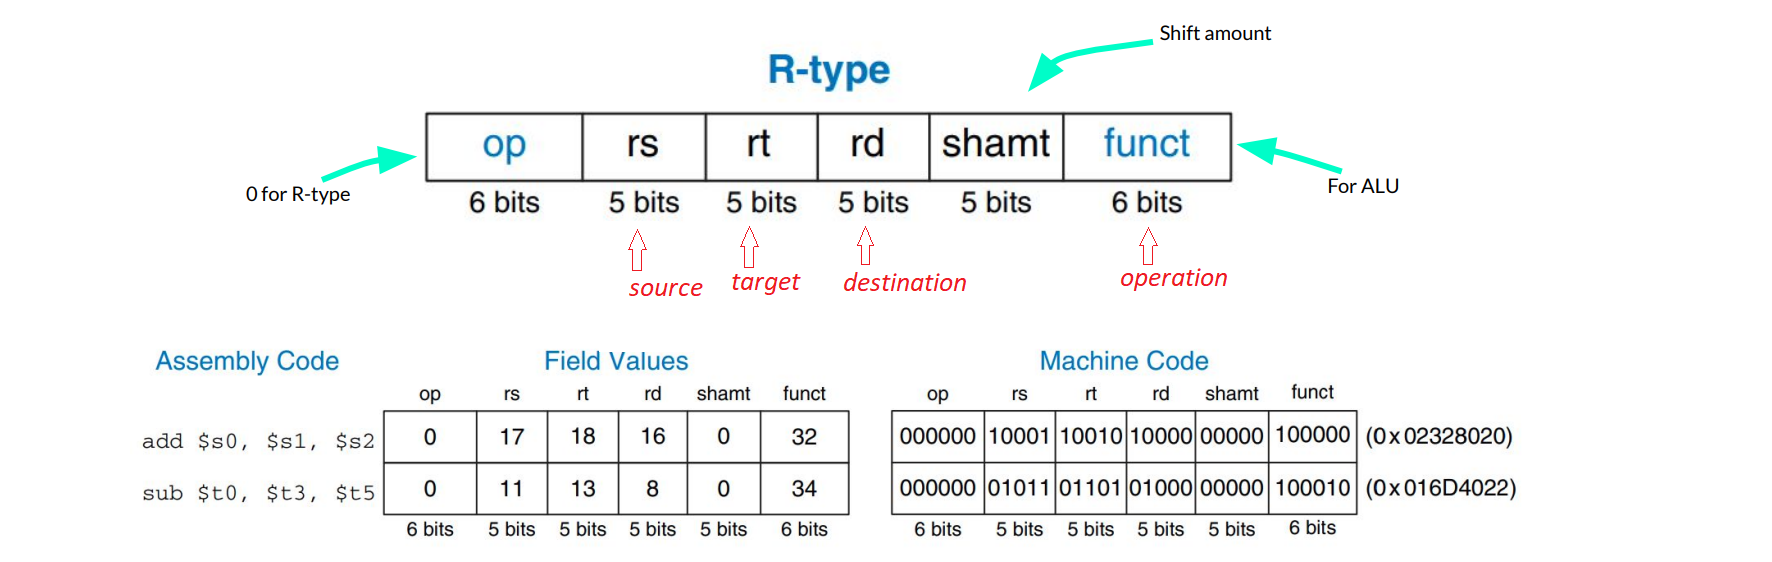 Shift amount
R-type
op rs rt rd shamt funct
0 for R-type
For ALU
6 bits 5 bits 5 bits 5 bits 5 bits 6 bits
source target destination operation
Assembly Code Field Values Machine Code
op rs rt rd shamt funct op rs rt rd shamt funct
add $s0, $s1, $s2 0 17 18 16 0 32 000000 10001 10010 10000 00000 100000 (0x02328020)
sub $t0, $t3, $t5 0 11 13 8 0 34 000000 01011 01101 01000 00000 100010 (0x016D4022)
6 bits 5 bits 5 bits 5 bits 5 bits 6 bits 6 bits 5 bits 5 bits 5 bits 5 bits 6 bits